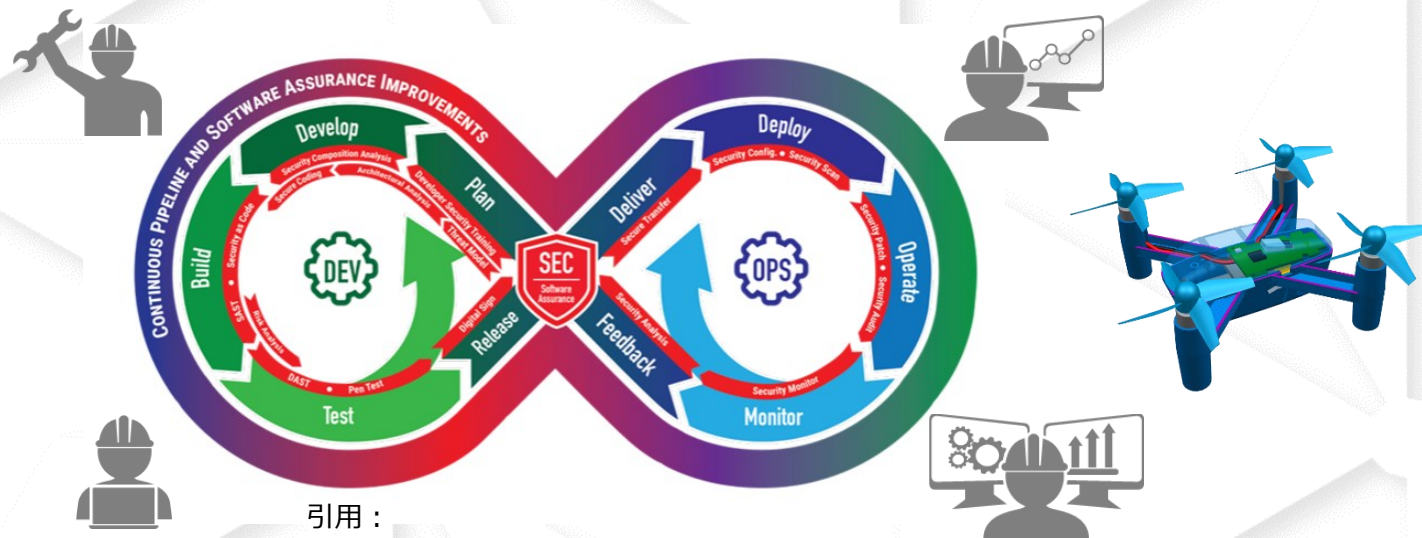 CONTINUOUS PIPELINE AND SOFTWARE ASSURANCE IMPROVEMENTS
Develop
Security Composition Analysis
Secure Coding
Architectural Analysis
Plan
Developer Security Training
Threat Model
Build
Security as Code
SAST
Risk Analysis
DEV
Test
DAST • Pen Test
Release
Digital Sign
SEC
Software
Assurance
Deliver
Secure Transfer
Deploy
Security Config. • Security Scan
OPS
Operate
Security Patch • Security Audit
Monitor
Security Monitor
Feedback
Security Analysis
引用：